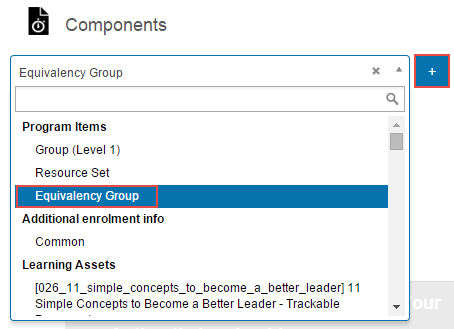 Components
Equivalency Group
+
Program Items
Group (Level 1)
Resource Set
Equivalency Group
Additional enrolment info
Common
Learning Assets
[026_11_simple_concepts_to_become_a_better_leader] 11
Simple Concepts to Become a Better Leader - Trackable
our